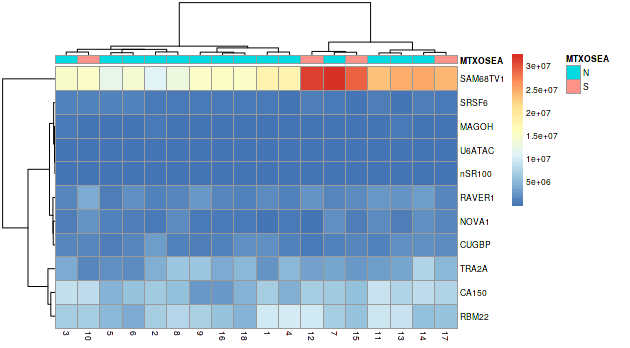 MTXOSEA
SAM68TV1
SRSF6
MAGOH
U6ATAC
nSR100
RAVER1
NOVA1
CUGBP
TRA2A
CA150
RBM22
3 10 5 6 2 8 9 16 18 1 4 12 7 15 11 13 14 17
3e+07
2.5e+07
2e+07
1.5e+07
1e+07
5e+06
MTXOSEA
N
S